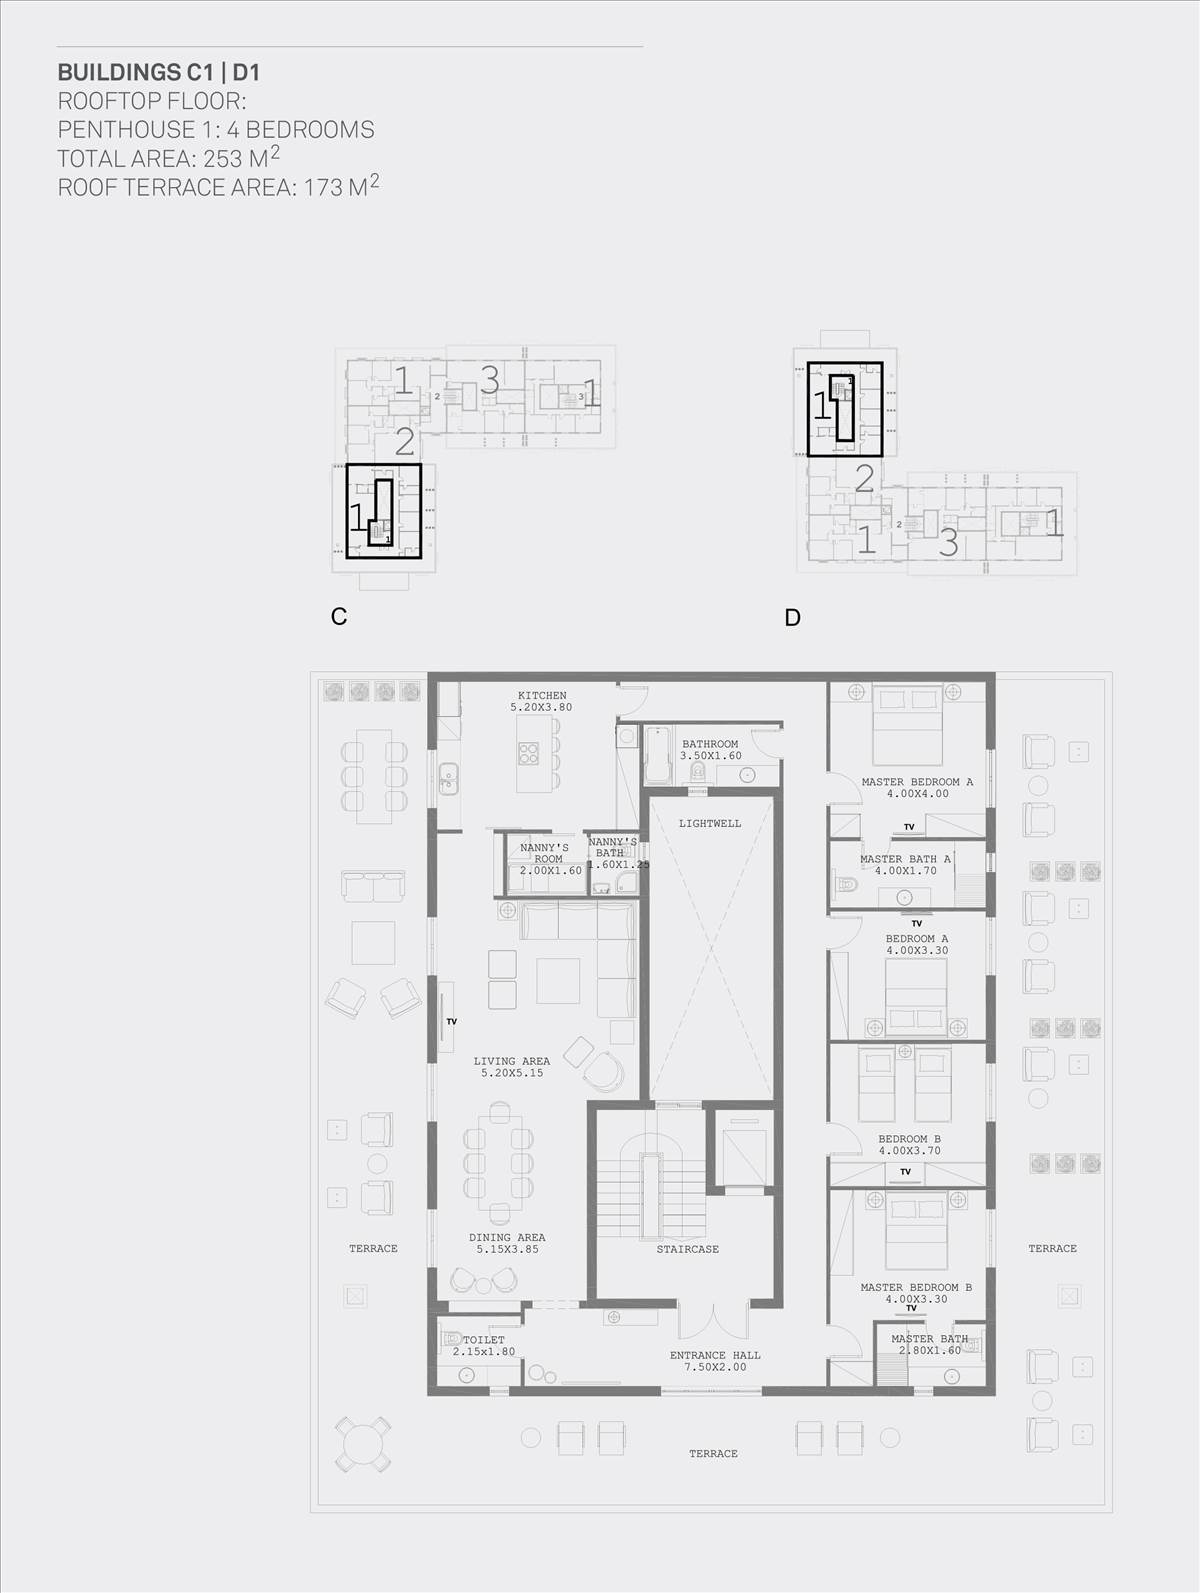 BUILDINGS C1 | D1
ROOFTOP FLOOR:
PENTHOUSE 1: 4 BEDROOMS
TOTAL AREA: 253 M²
ROOF TERRACE AREA: 173 M²
1
2
3
3
1
2
1
1
C
1
1
2
2
1
3
1
D
KITCHEN
5.20X3.80
BATHROOM
3.50X1.60
MASTER BEDROOM A
4.00X4.00
TV
LIGHTWELL
NANNY'S
ROOM
2.00X1.60
NANNY'S
BATH
1.60X1.25
MASTER BATH A
4.00X1.70
TV
BEDROOM A
4.00X3.30
TV
LIVING AREA
5.20X5.15
BEDROOM B
4.00X3.70
TV
DINING AREA
5.15X3.85
STAIRCASE
TERRACE
TERRACE
MASTER BEDROOM B
4.00X3.30
TV
TOILET
2.15x1.80
MASTER BATH
2.80X1.60
ENTRANCE HALL
7.50X2.00
TERRACE